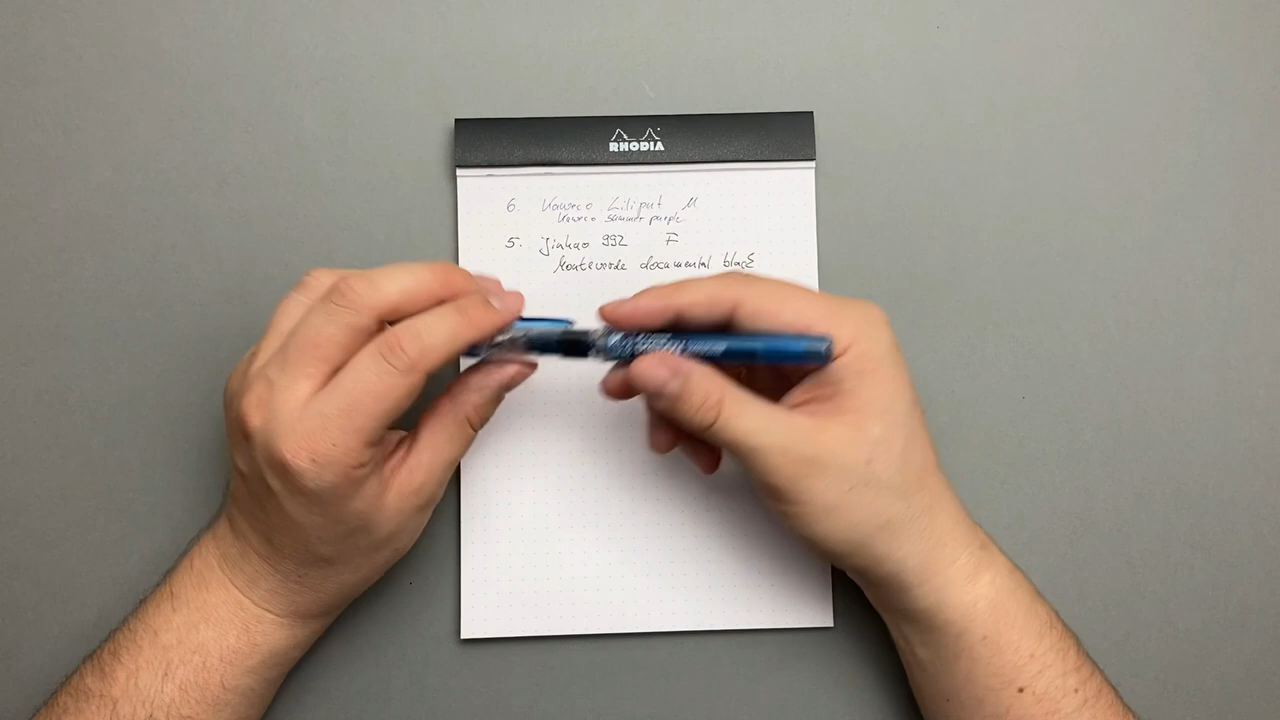 RHODIA
6. Kaweco Liliput M
Kaweco summer purple
5. Jinhao 992 F
Monteverde documental black